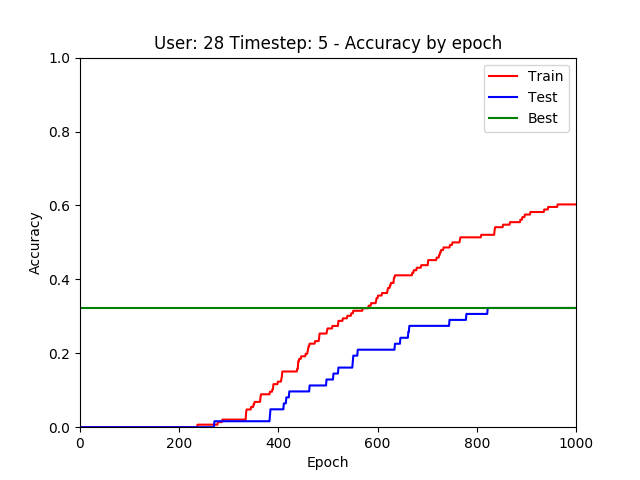 User: 28 Timestep: 5 - Accuracy by epoch
1.0
0.8
0.6
0.4
0.2
0.0
Accuracy
Train
Test
Best
0 200 400 600 800 1000
Epoch